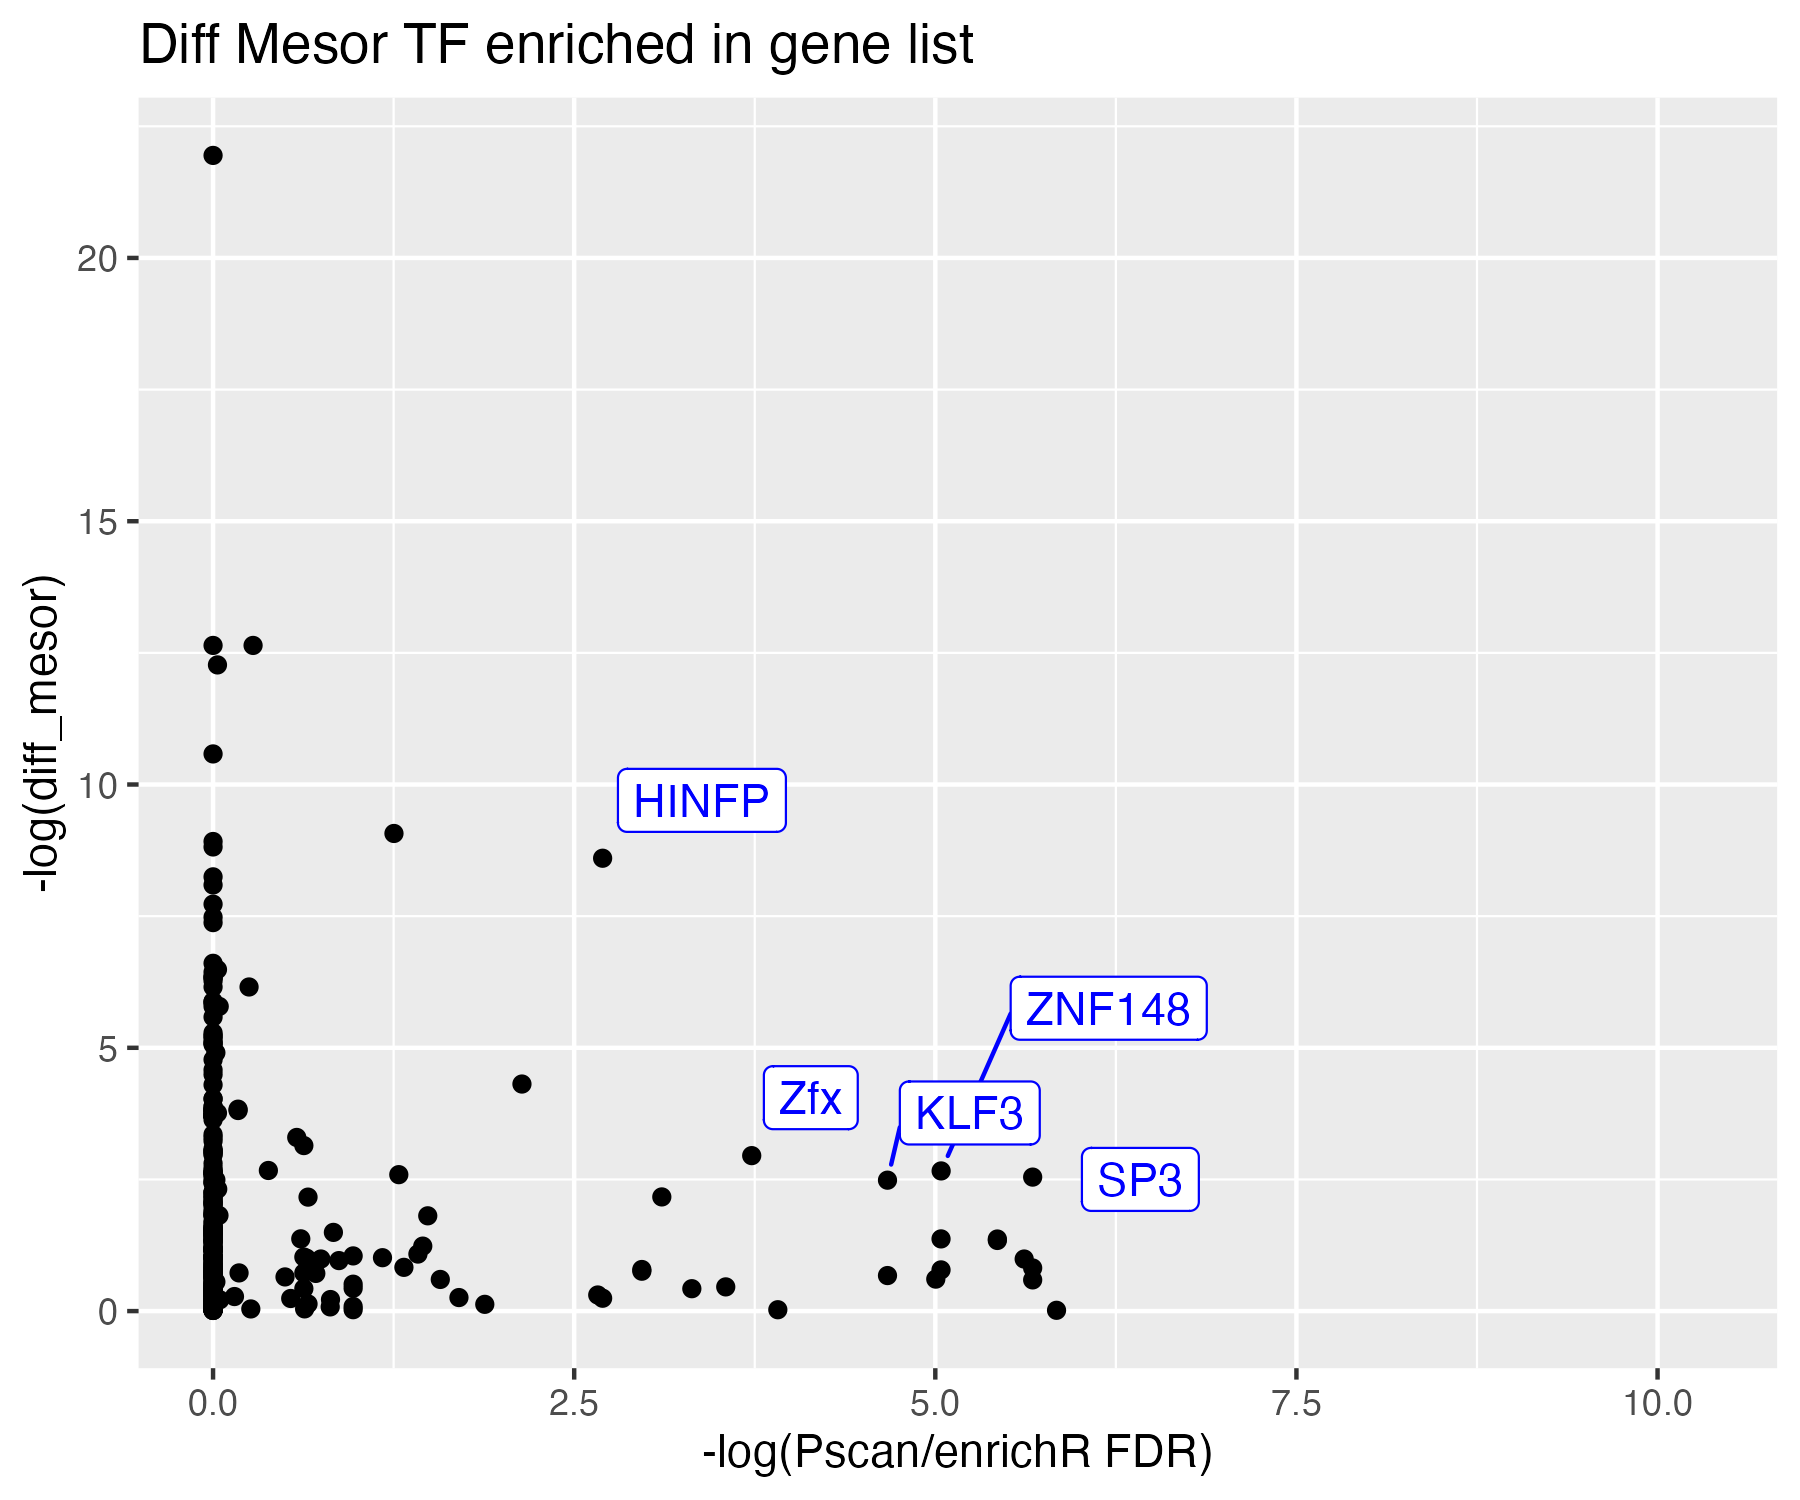 Diff Mesor TF enriched in gene list
-log(diff_mesor)
20
15
10
5
0
HINFP
ZNF148
Zfx
KLF3
SP3
0.0
2.5
5.0
7.5
10.0
-log(Pscan/enrichR FDR)